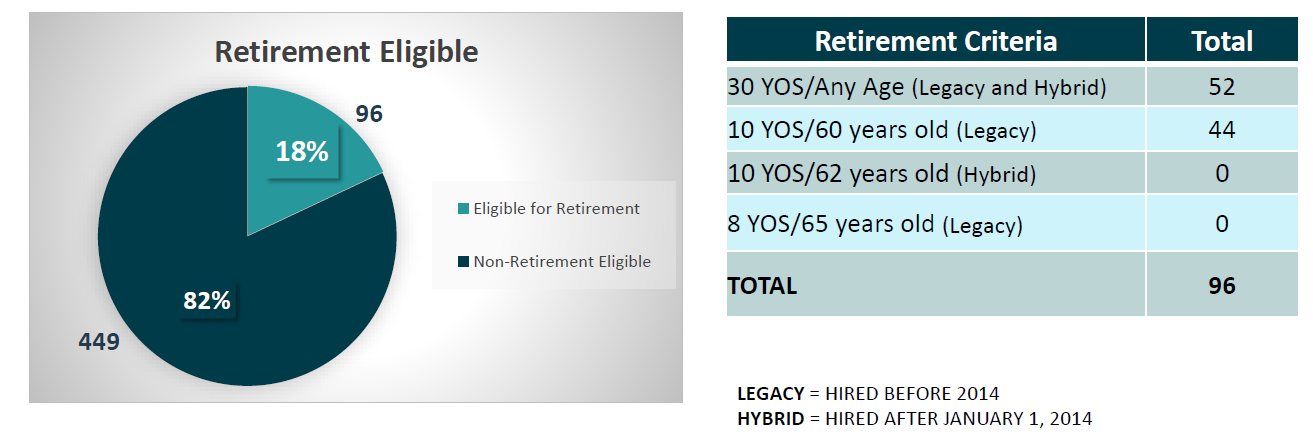 Retirement Eligible
96
18%
82%
449
Eligible for Retirement
Non-Retirement Eligible
Retirement Criteria Total
30 YOS/Any Age (Legacy and Hybrid) 52
10 YOS/60 years old (Legacy) 44
10 YOS/62 years old (Hybrid) 0
8 YOS/65 years old (Legacy) 0
TOTAL 96
LEGACY = HIRED BEFORE 2014
HYBRID = HIRED AFTER JANUARY 1, 2014